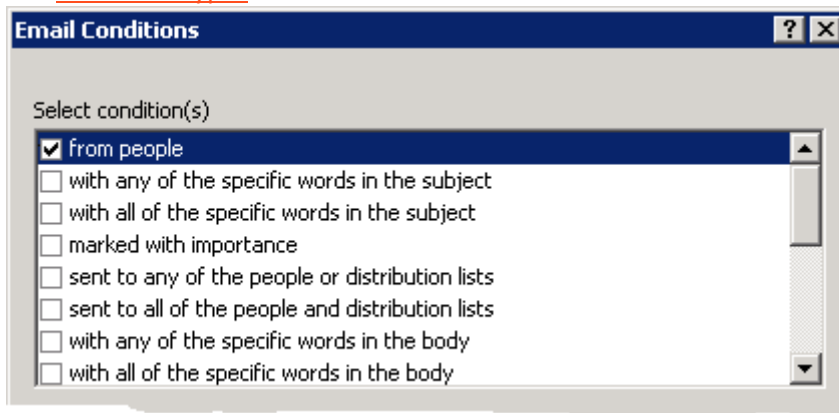 Email Conditions
Select condition(s)
from people
with any of the specific words in the subject
with all of the specific words in the subject
marked with importance
sent to any of the people or distribution lists
sent to all of the people and distribution lists
with any of the specific words in the body
with all of the specific words in the body